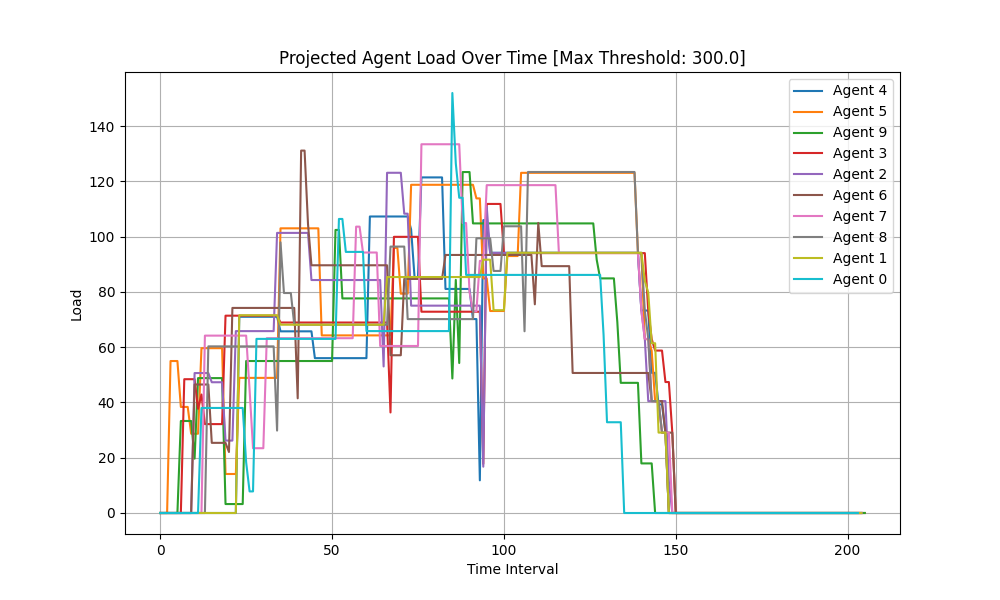 Projected Agent Load Over Time [Max Threshold: 300.0]
Agent 4
Agent 5
Agent 9
Agent 3
Agent 2
Agent 6
Agent 7
Agent 8
Agent 1
Agent 0
140
120
100
80
60
40
20
0
Load
0 50 100 150 200
Time Interval